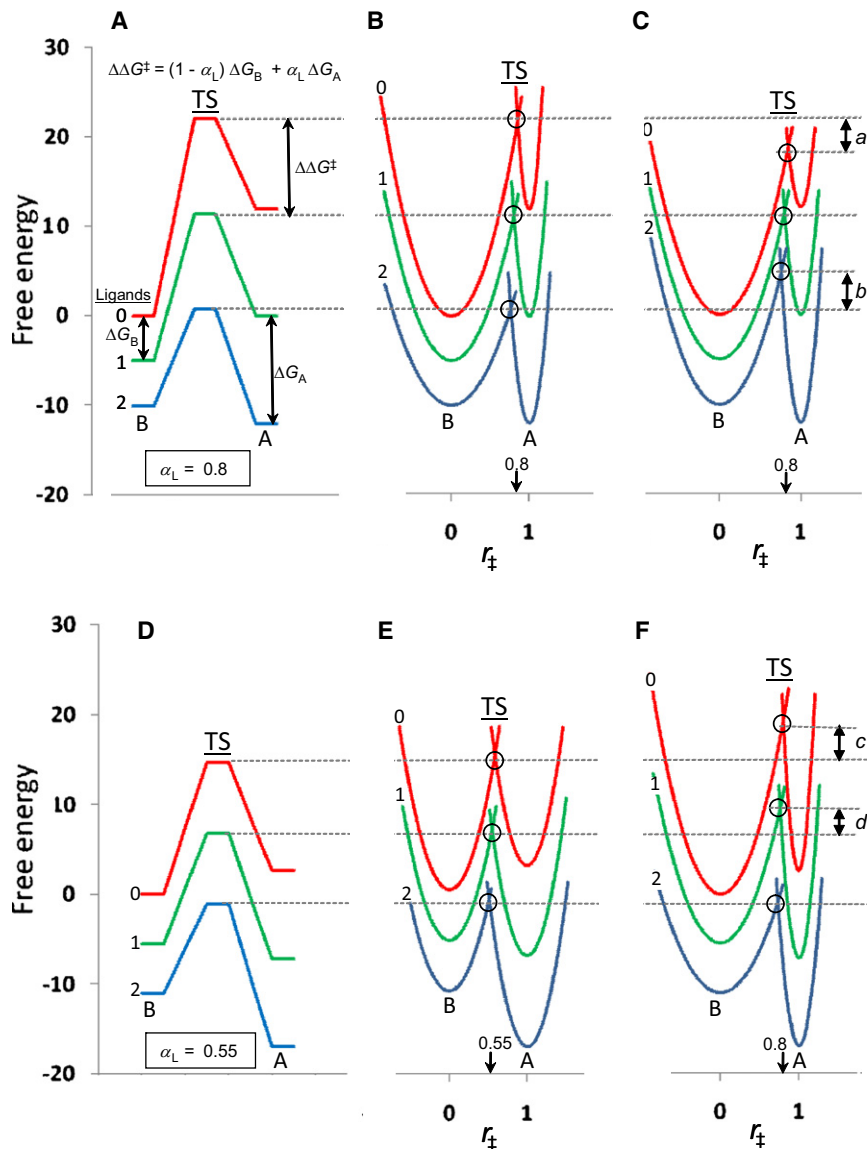 A
B
C
30
20
10
0
-10
-20
Free energy
ΔΔG‡ = (1 - αL) ΔGB + αL ΔGA
TS
ΔΔG‡
Ligands
0
ΔGB
1
2
B
ΔGA
A
αL = 0.8
0
TS
1
2
B
A
0.8
0 1
r‡
0
TS
a
1
2
b
B
A
0.8
0 1
r‡
D
E
F
30
20
10
0
-10
-20
Free energy
TS
0
1
2
B
A
αL = 0.55
TS
0
1
2
B
A
0.55
0 1
r‡
TS
0
c
1
d
2
B
A
0.8
0 1
r‡